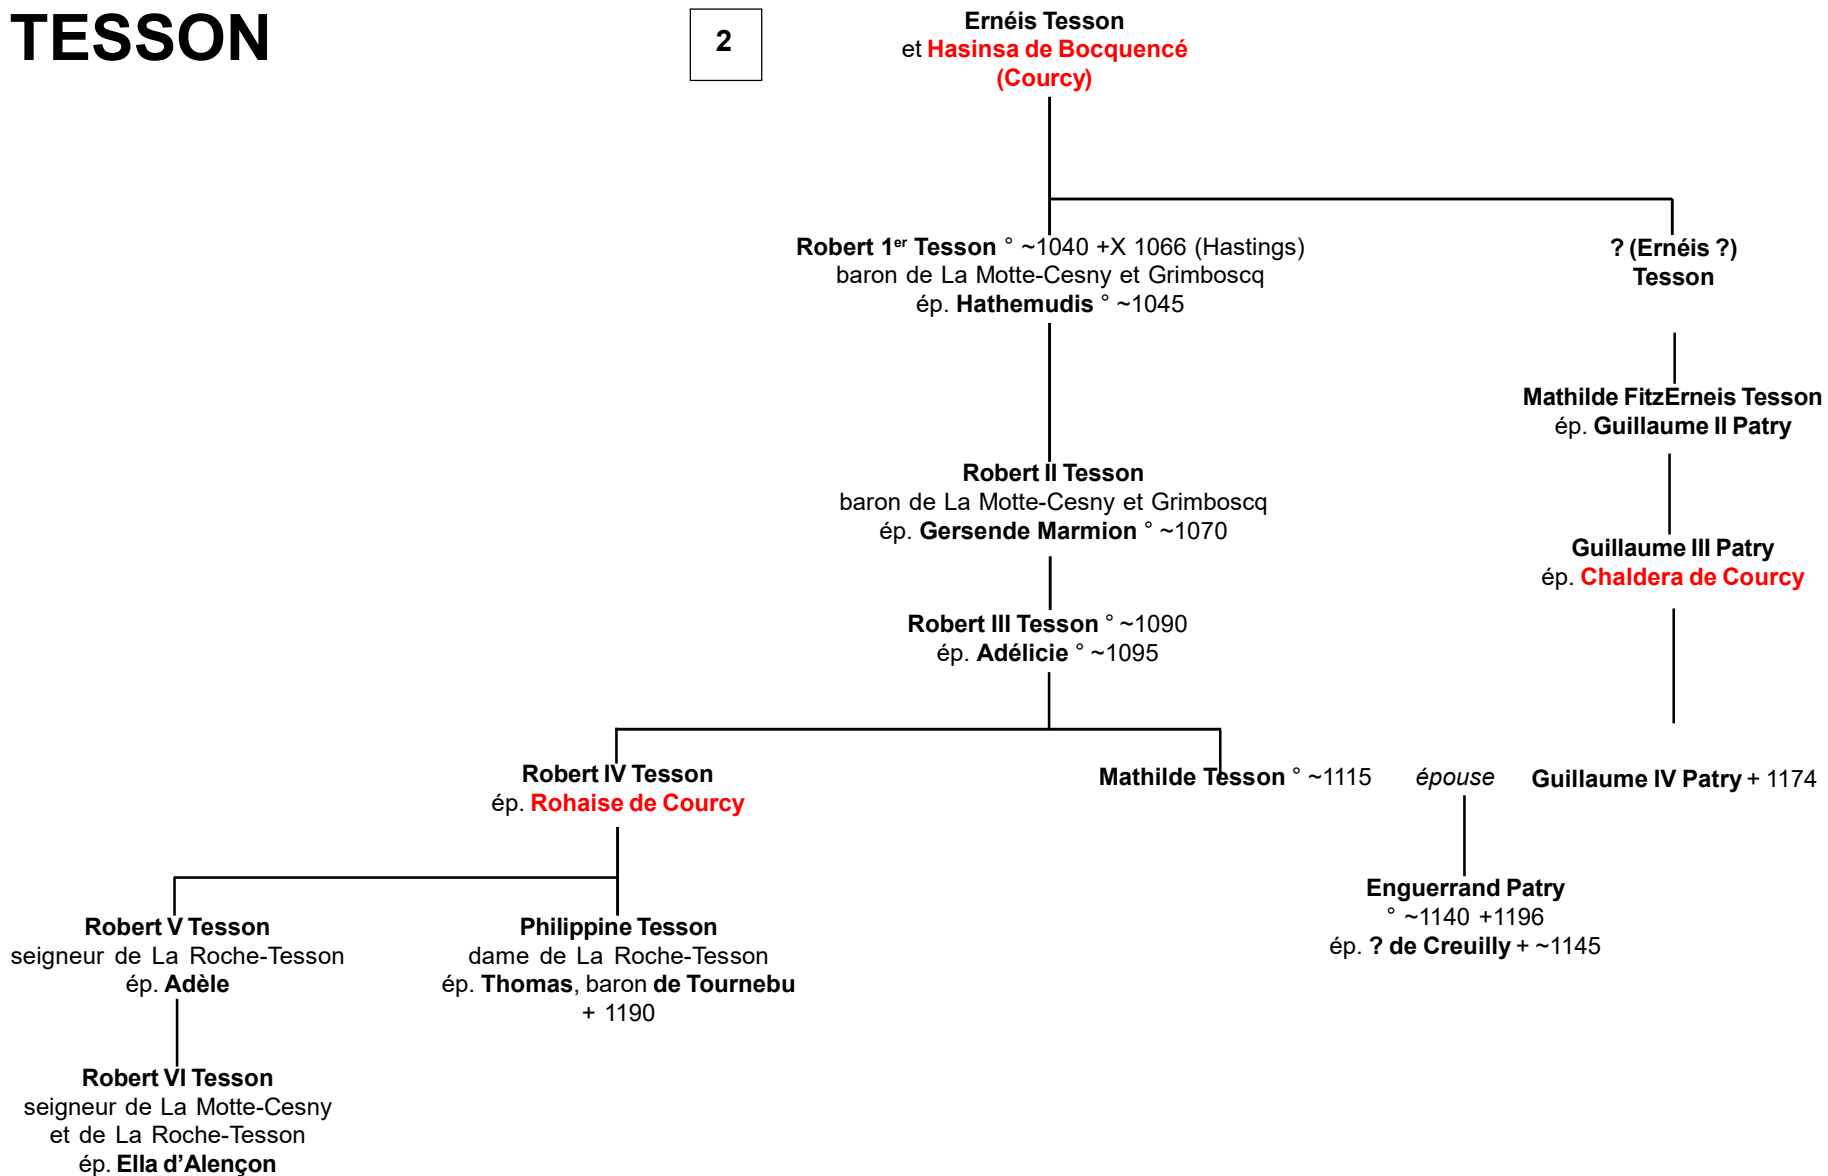 TESSON
2
Ernéis Tesson
et Hasinsa de Bocquencé
(Courcy)
Robert 1er Tesson ° ~1040 +X 1066 (Hastings)
baron de La Motte-Cesny et Grimboscq
ép. Hathemudis ° ~1045
? (Ernéis ?)
Tesson
Mathilde FitzErneis Tesson
ép. Guillaume II Patry
Robert II Tesson
baron de La Motte-Cesny et Grimboscq
ép. Gersende Marmion ° ~1070
Guillaume III Patry
ép. Chaldera de Courcy
Robert III Tesson ° ~1090
ép. Adélicie ° ~1095
Robert IV Tesson
ép. Rohaise de Courcy
Mathilde Tesson ° ~1115 épouse Guillaume IV Patry + 1174
Enguerrand Patry
° ~1140 +1196
ép. ? de Creuilly + ~1145
Robert V Tesson
seigneur de La Roche-Tesson
ép. Adèle
Philippine Tesson
dame de La Roche-Tesson
ép. Thomas, baron de Tournebu
+ 1190
Robert VI Tesson
seigneur de La Motte-Cesny
et de La Roche-Tesson
ép. Ella d'Alençon